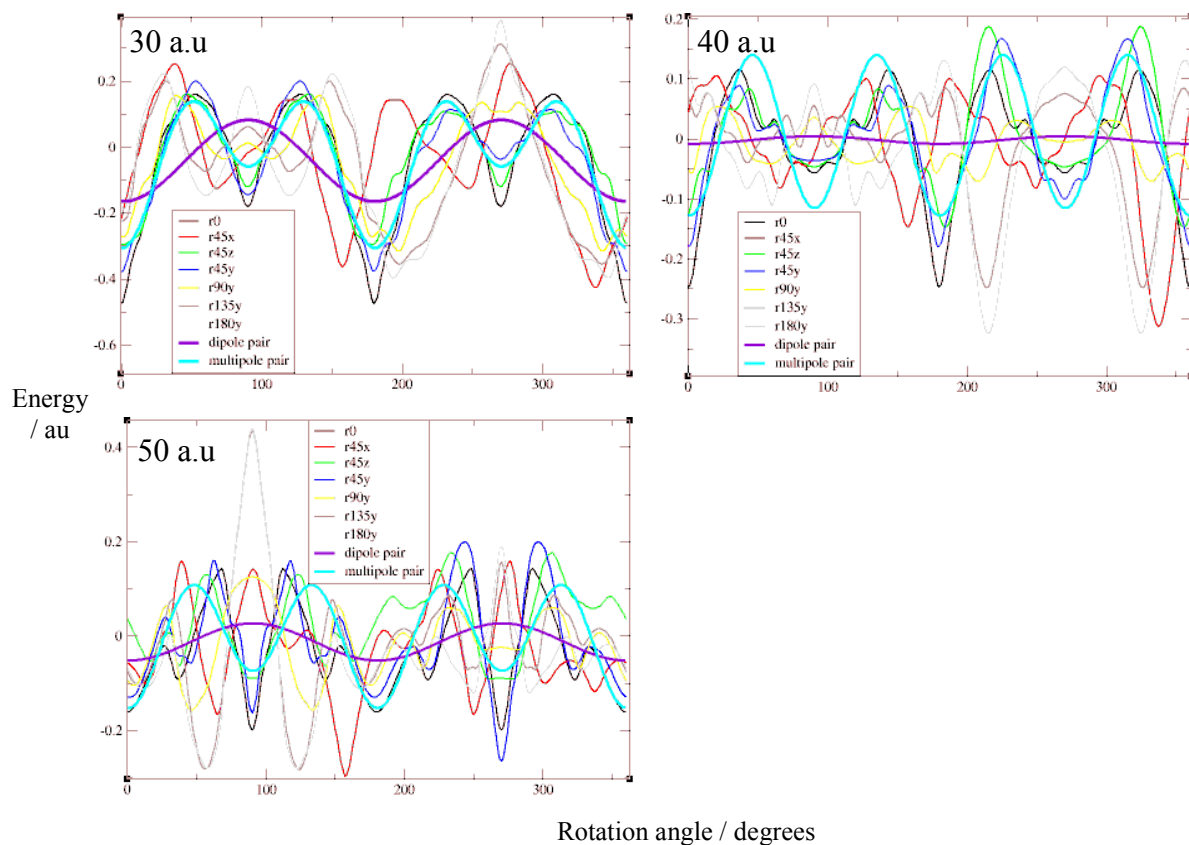 30 a.u
0.2
0
-0.2
-0.4
-0.6
r0
r45x
r45z
r45y
r90y
r135y
r180y
dipole pair
multipole pair
0
100
200
300
40 a.u
0.2
0.1
0
-0.1
-0.2
-0.3
r0
r45x
r45z
r45y
r90y
r135y
r180y
dipole pair
multipole pair
0
100
200
300
Energy
/ au
50 a.u
0.4
0.2
0
-0.2
r0
r45x
r45z
r45y
r90y
r135y
r180y
dipole pair
multipole pair
0
100
200
300
Rotation angle / degrees